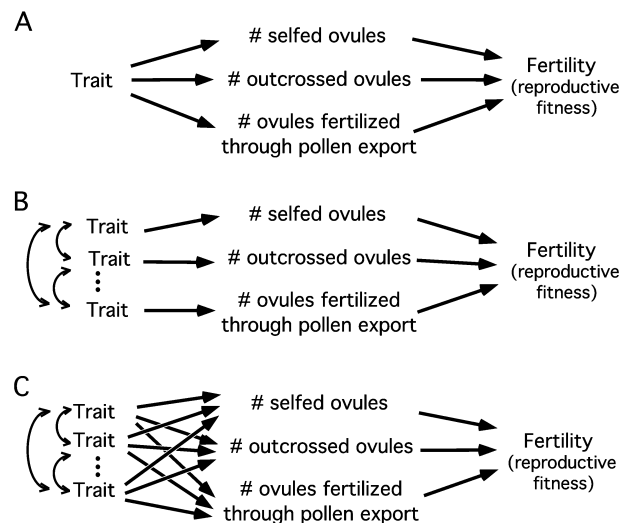 A
# selfed ovules
Trait
# outcrossed ovules
Fertility
(reproductive
fitness)
# ovules fertilized
through pollen export
B
Trait
# selfed ovules
Trait
# outcrossed ovules
Fertility
(reproductive
fitness)
Trait
# ovules fertilized
through pollen export
C
Trait
# selfed ovules
Trait
# outcrossed ovules
Fertility
(reproductive
fitness)
Trait
# ovules fertilized
through pollen export